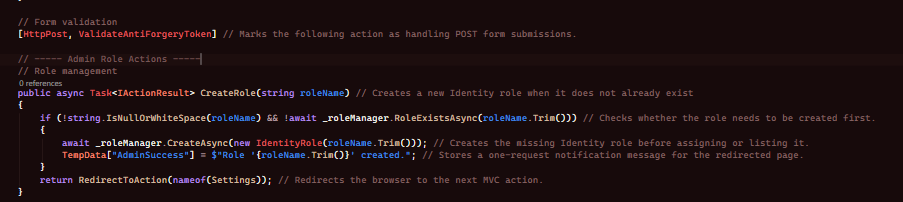 // Form validation
[HttpPost, ValidateAntiForgeryToken] // Marks the following action as handling POST form submissions.
// ----- Admin Role Actions -----
// Role management
0 references
public async Task<IActionResult> CreateRole(string roleName) // Creates a new Identity role when it does not already exist
{
if (!string.IsNullOrWhiteSpace(roleName) && !await _roleManager.RoleExistsAsync(roleName.Trim())) // Checks whether the role needs to be created first.
{
await _roleManager.CreateAsync(new IdentityRole(roleName.Trim())); // Creates the missing Identity role before assigning or listing it.
TempData["AdminSuccess"] = $"Role '{roleName.Trim()}' created."; // Stores a one-request notification message for the redirected page.
}
return RedirectToAction(nameof(Settings)); // Redirects the browser to the next MVC action.
}